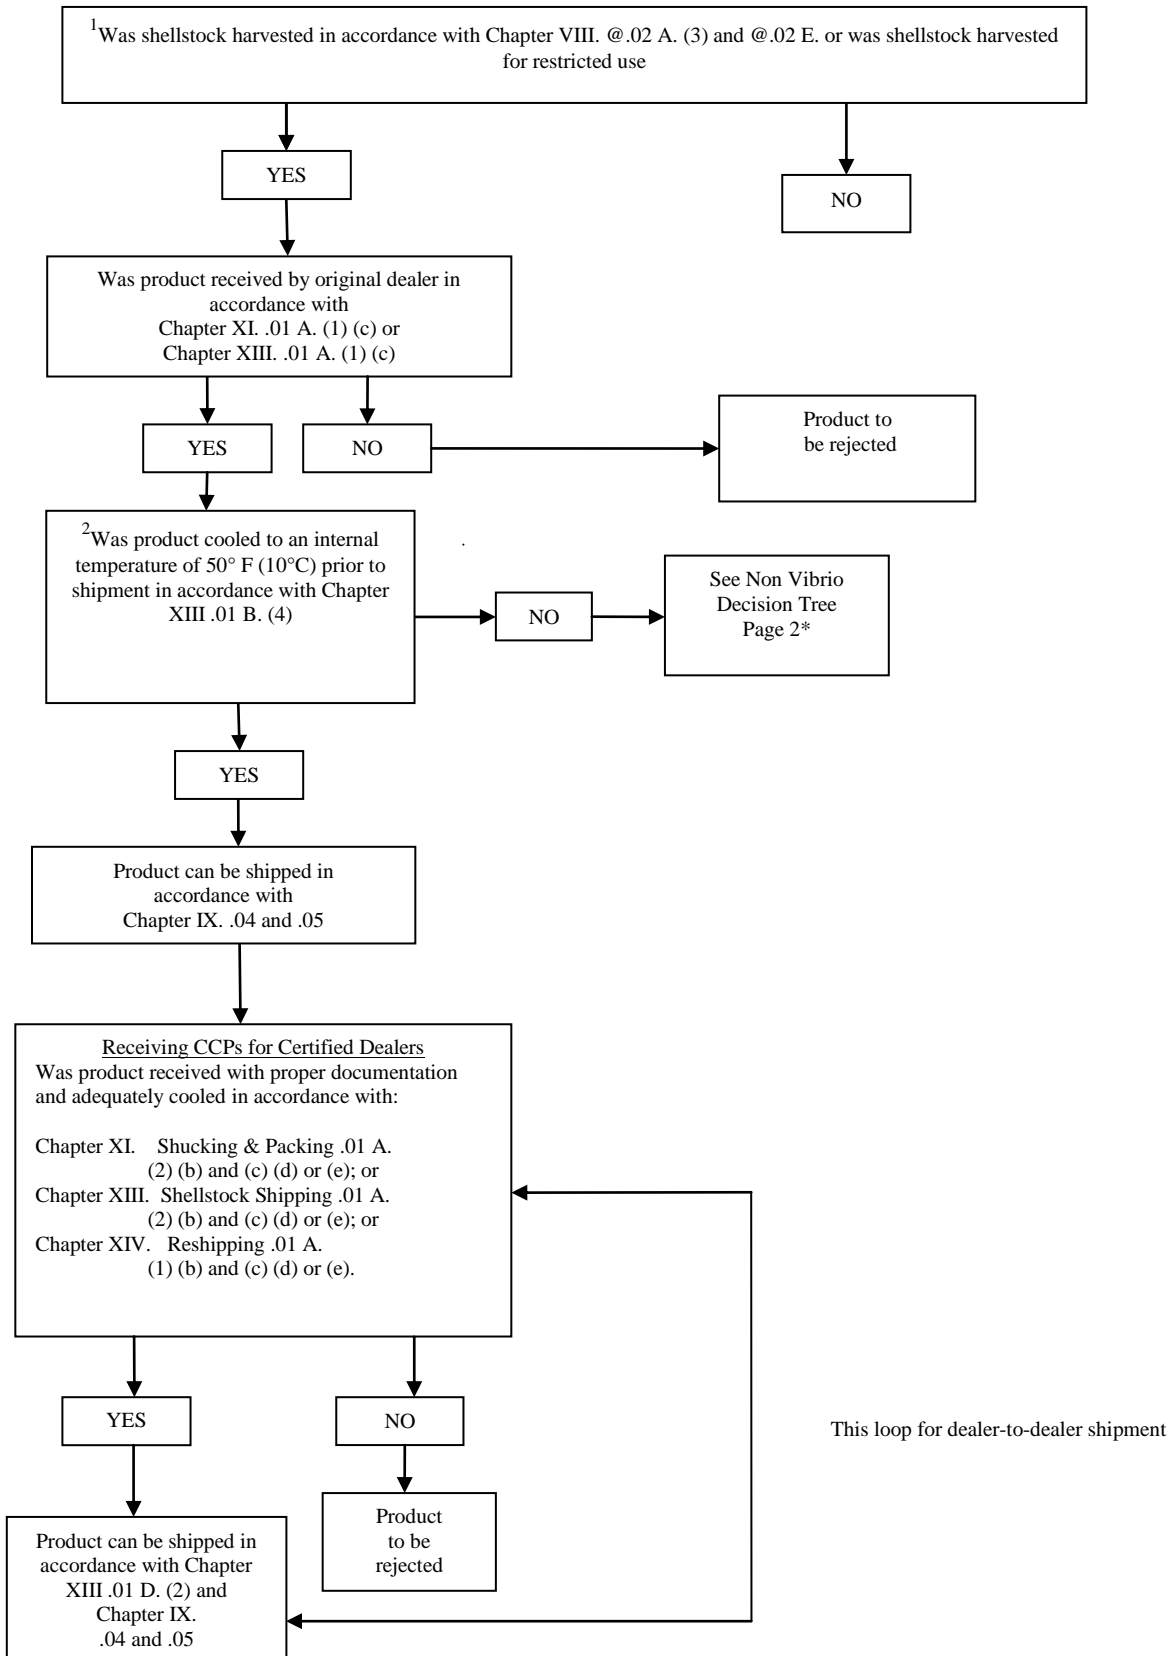 1Was shellstock harvested in accordance with Chapter VIII. @.02 A. (3) and @.02 E. or was shellstock harvested
for restricted use
YES
NO
Was product received by original dealer in
accordance with
Chapter XI. .01 A. (1) (c) or
Chapter XIII. .01 A. (1) (c)
YES
NO
Product to
be rejected
2Was product cooled to an internal
temperature of 50° F (10°C) prior to
shipment in accordance with Chapter
XIII .01 B. (4)
.
NO
See Non Vibrio
Decision Tree
Page 2*
YES
Product can be shipped in
accordance with
Chapter IX. .04 and .05
Receiving CCPs for Certified Dealers
Was product received with proper documentation
and adequately cooled in accordance with:
Chapter XI. Shucking & Packing .01 A.
(2) (b) and (c) (d) or (e); or
Chapter XIII. Shellstock Shipping .01 A.
(2) (b) and (c) (d) or (e); or
Chapter XIV. Reshipping .01 A.
(1) (b) and (c) (d) or (e).
YES
NO
This loop for dealer-to-dealer shipment
Product
to be
rejected
Product can be shipped in
accordance with Chapter
XIII .01 D. (2) and
Chapter IX.
.04 and .05